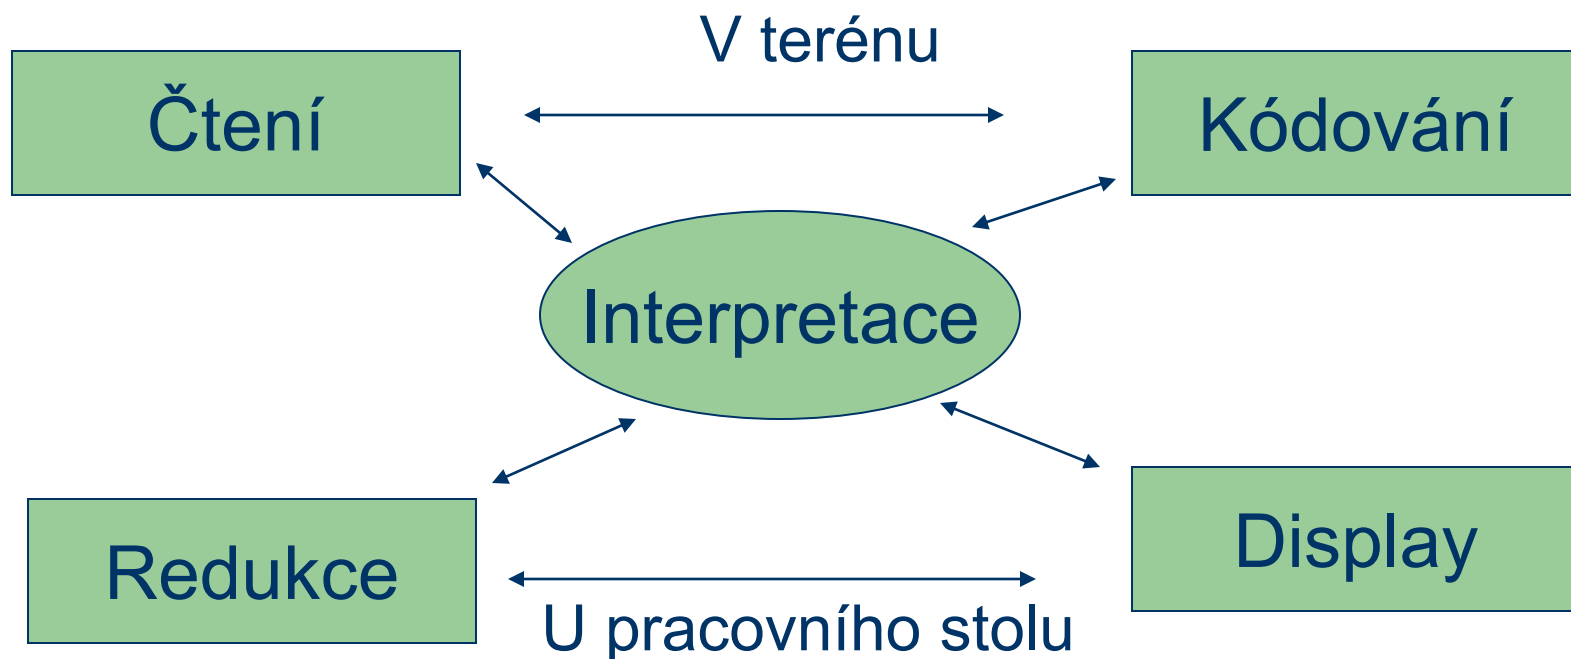 V terénu
Čtení
Kódování
Interpretace
Redukce
Display
U pracovního stolu